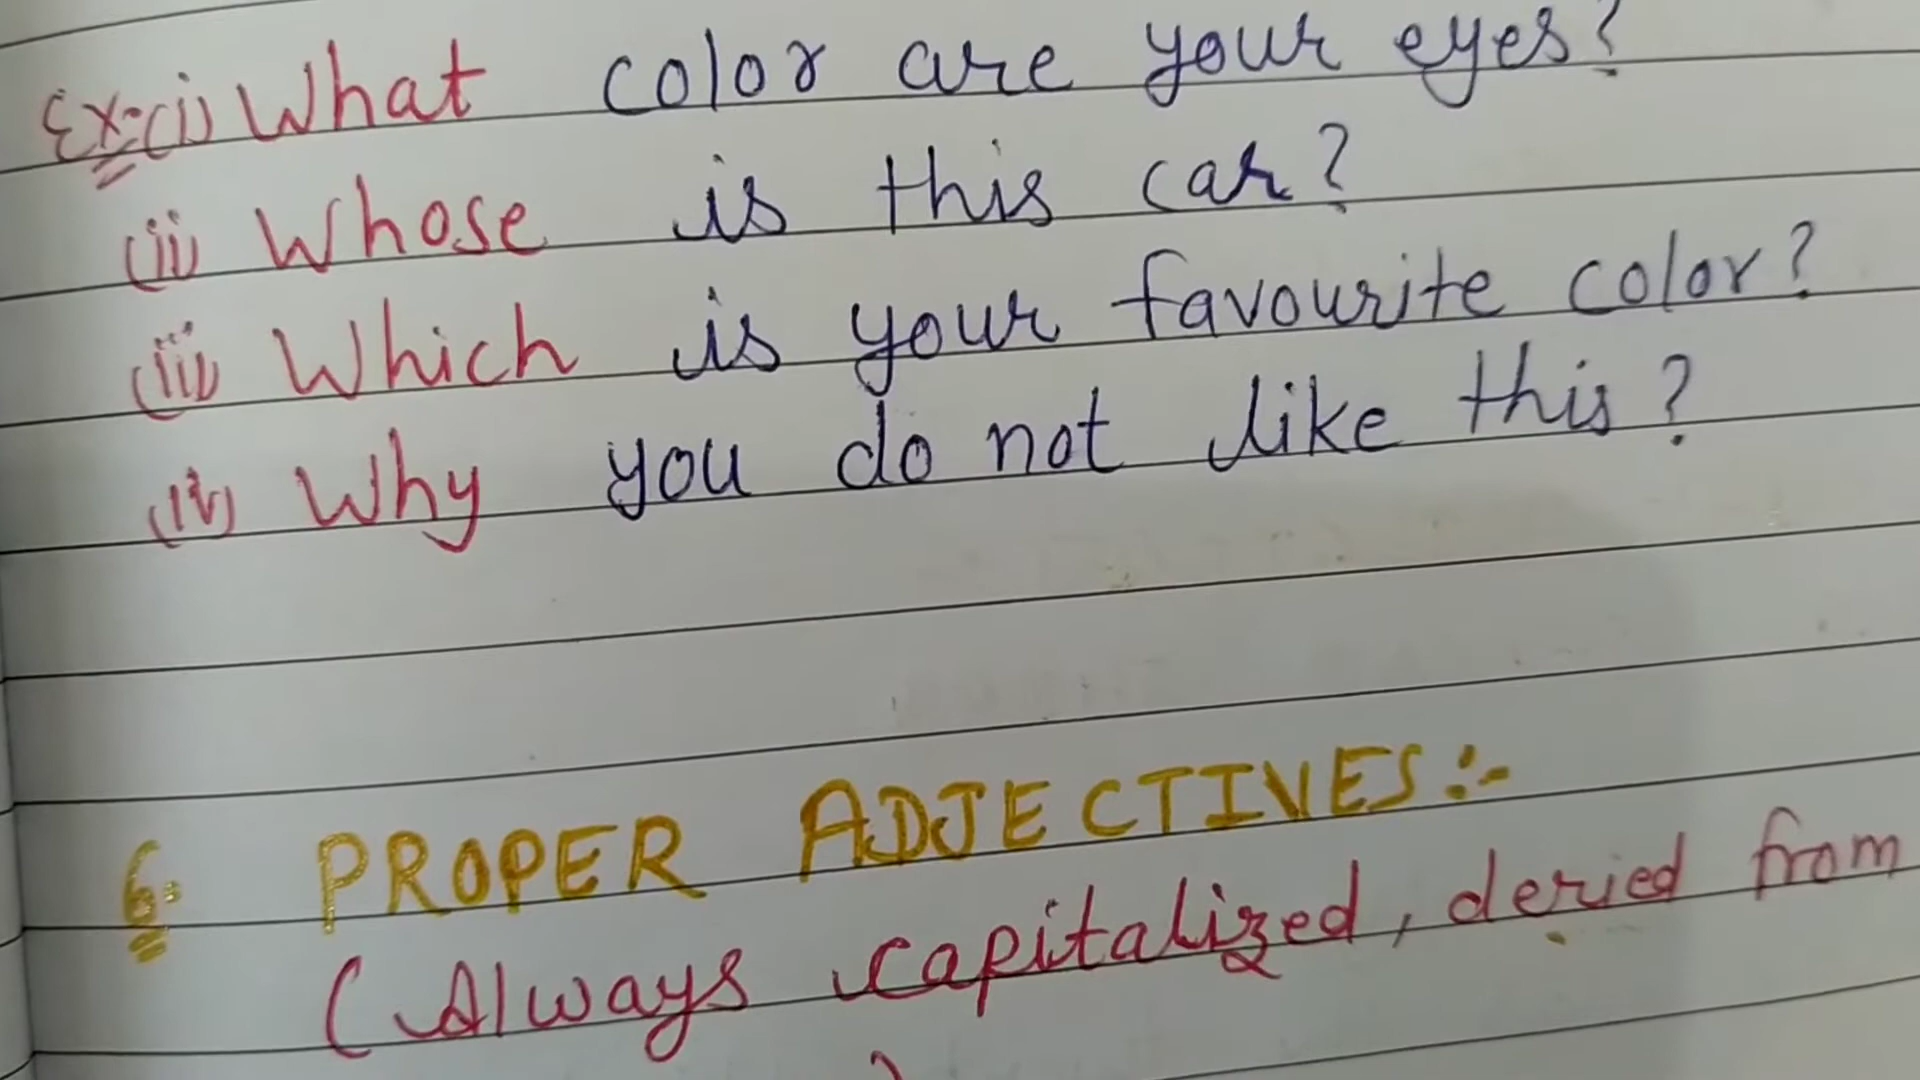 Ex:-(i) What color are your eyes?
(ii) Whose is this car?
(iii) Which is your favourite color?
(iv) Why you do not like this?
6. PROPER ADJECTIVES:-
(Always capitalized, deried from
)